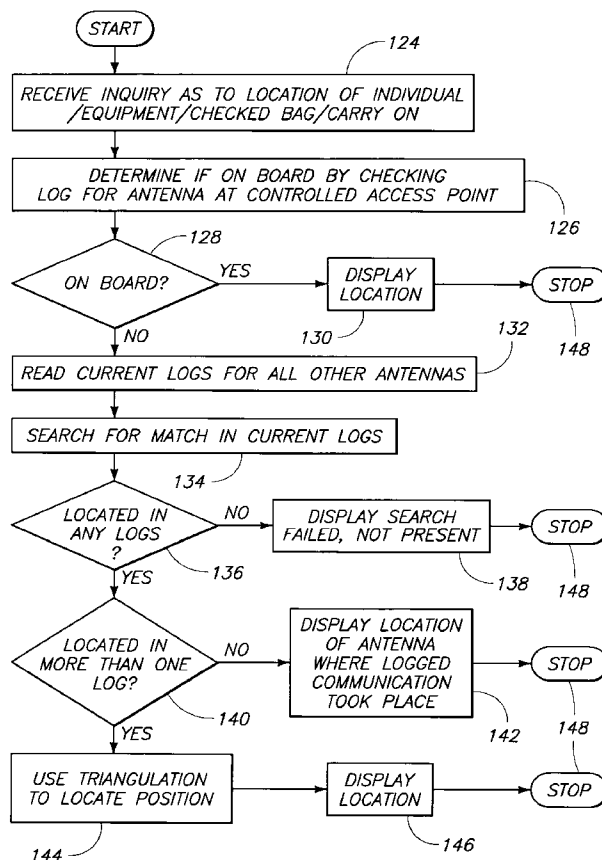 START
124
RECEIVE INQUIRY AS TO LOCATION OF INDIVIDUAL
/EQUIPMENT/CHECKED BAG/CARRY ON
DETERMINE IF ON BOARD BY CHECKING
LOG FOR ANTENNA AT CONTROLLED ACCESS POINT
126
128
ON BOARD?
YES
DISPLAY
LOCATION
130
STOP
148
NO
132
READ CURRENT LOGS FOR ALL OTHER ANTENNAS
SEARCH FOR MATCH IN CURRENT LOGS
134
LOCATED IN
ANY LOGS
?
136
NO
DISPLAY SEARCH
FAILED, NOT PRESENT
138
STOP
148
YES
LOCATED IN
MORE THAN ONE
LOG?
140
NO
DISPLAY LOCATION
OF ANTENNA
WHERE LOGGED
COMMUNICATION
TOOK PLACE
142
STOP
148
YES
USE TRIANGULATION
TO LOCATE POSITION
144
DISPLAY
LOCATION
146
STOP